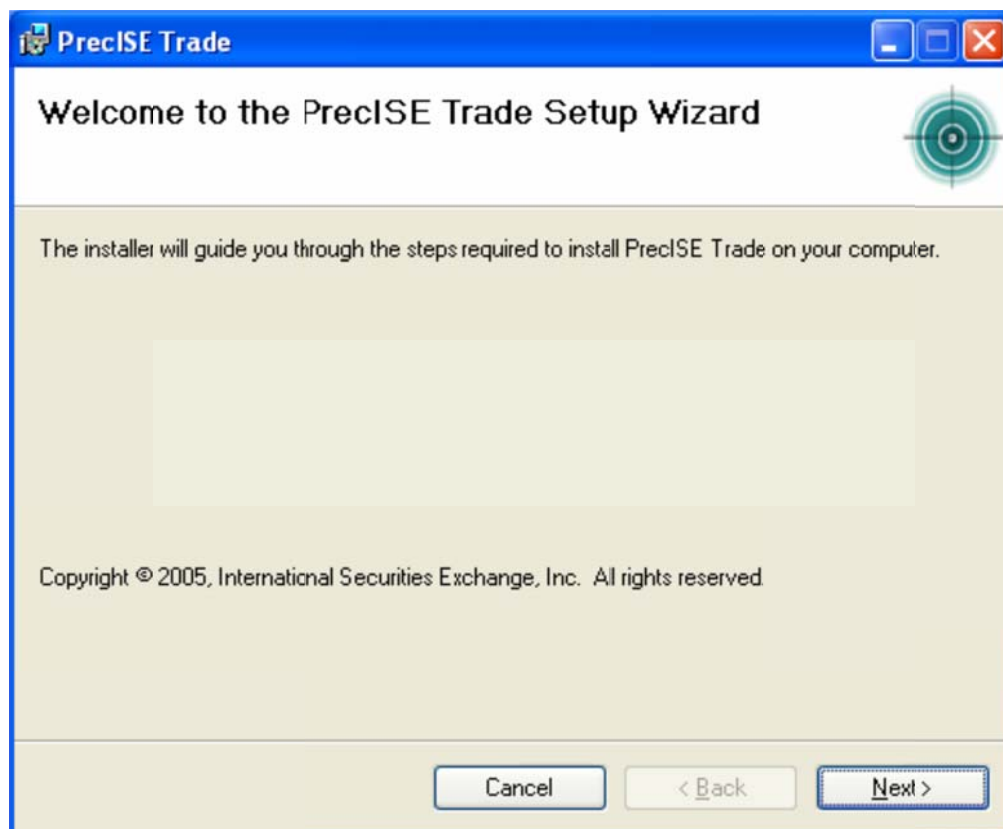 PrecISE Trade
Welcome to the PrecISE Trade Setup Wizard
The installer will guide you through the steps required to install PrecISE Trade on your computer.
Copyright © 2005, International Securities Exchange, Inc. All rights reserved.
Cancel
< Back
Next >